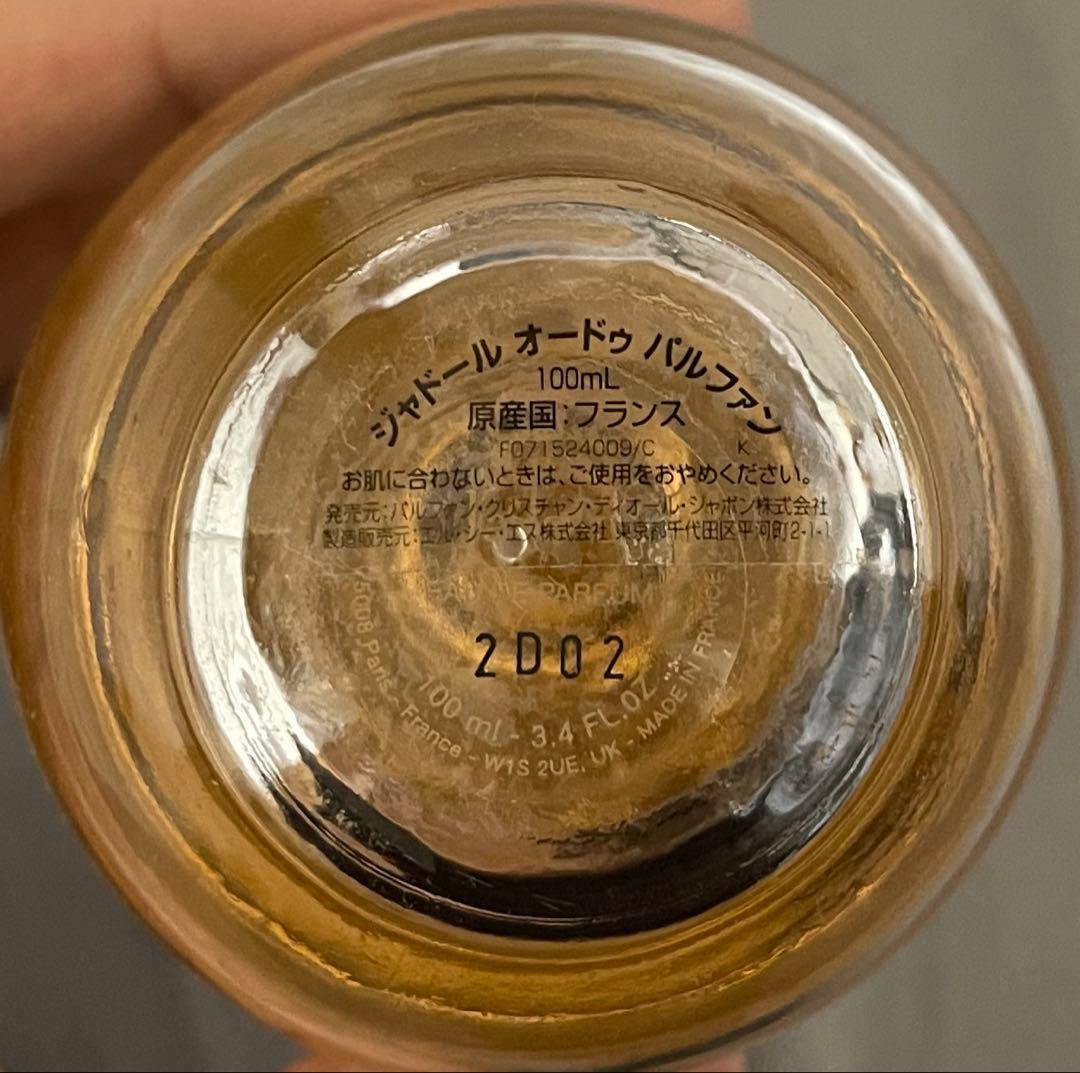 ジャドール オードゥ パルファン
100mL
原産国:フランス
F071524009/C K
お肌に合わないときは、ご使用をおやめください。
発売元:パルファン・クリスチャン・ディオール・ジャポン株式会社
製造販売元:エル・シー・エス株式会社 東京都千代田区平河町2-1-1
PARFUM
2D02
100 ml - 3.4 FL.OZ
Paris - France - W1S 2UE. UK - MADE IN FRANCE